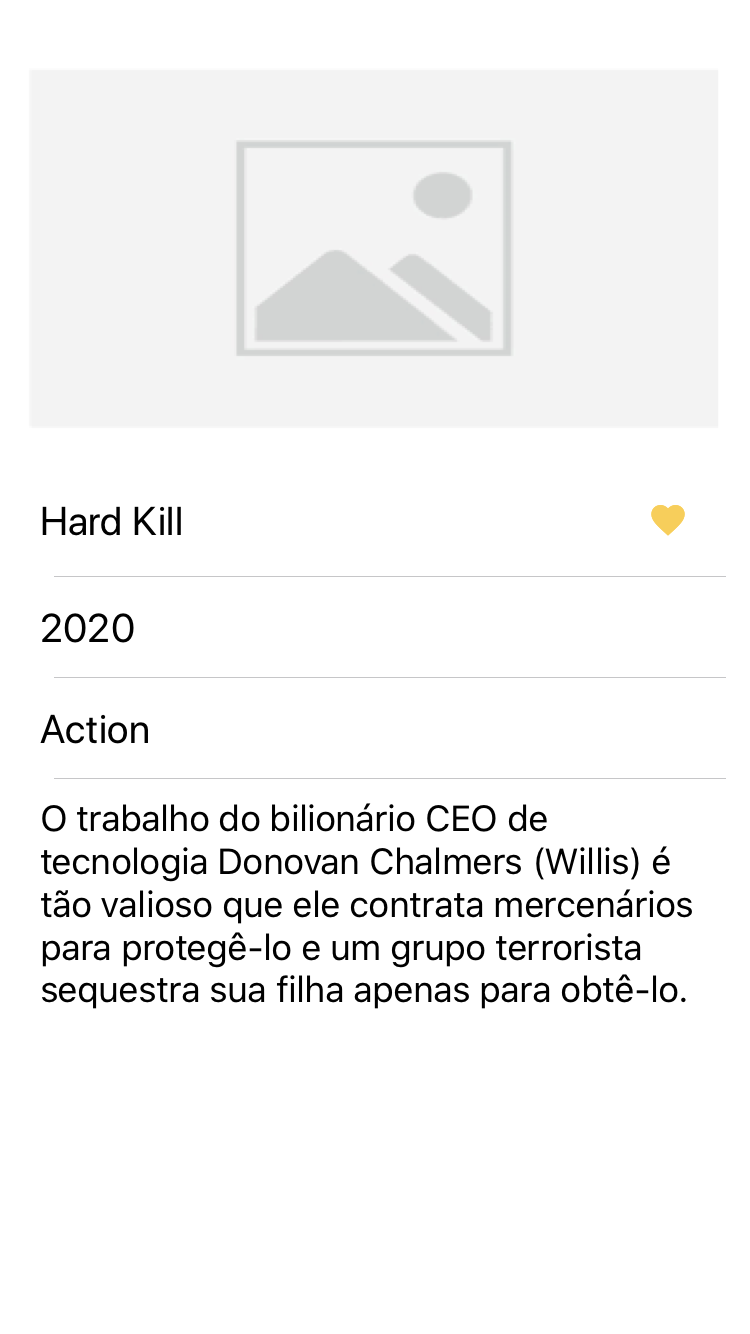 Hard Kill
2020
Action
O trabalho do bilionário CEO de
tecnologia Donovan Chalmers (Willis) é
tão valioso que ele contrata mercenários
para protegê-lo e um grupo terrorista
sequestra sua filha apenas para obtê-lo.